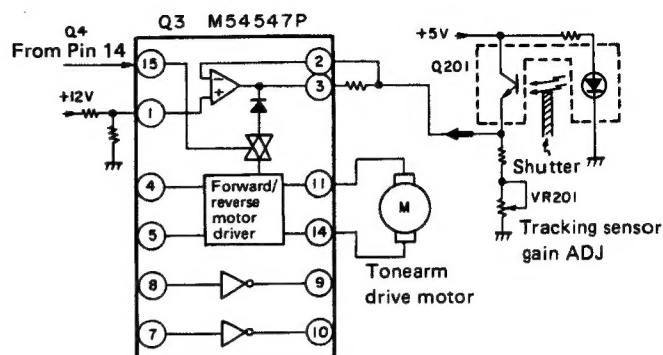 Q3 M54547P
Q4
From Pin 14
+12V
15
1
2
3
+5V
Q201
Shutter
VR201
Tracking sensor
gain ADJ
4
5
Forward/
reverse
motor
driver
11
14
M
Tonearm
drive motor
8
9
7
10
− 
+